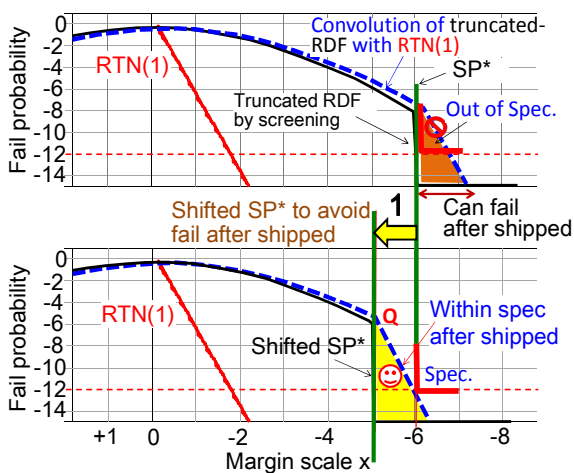 Fail probability
0
-2
-4
-6
-8
-10
-12
-14
RTN(1)
Convolution of truncated-
RDF with RTN(1)
SP*
Truncated RDF
by screening
Out of Spec.
Shifted SP* to avoid
fail after shipped
1
Can fail
after shipped
Fail probability
0
-2
-4
-6
-8
-10
-12
-14
RTN(1)
Q
Within spec
after shipped
Shifted SP*
Spec.
+1
0
-2
-4
-6
-8
Margin scale x